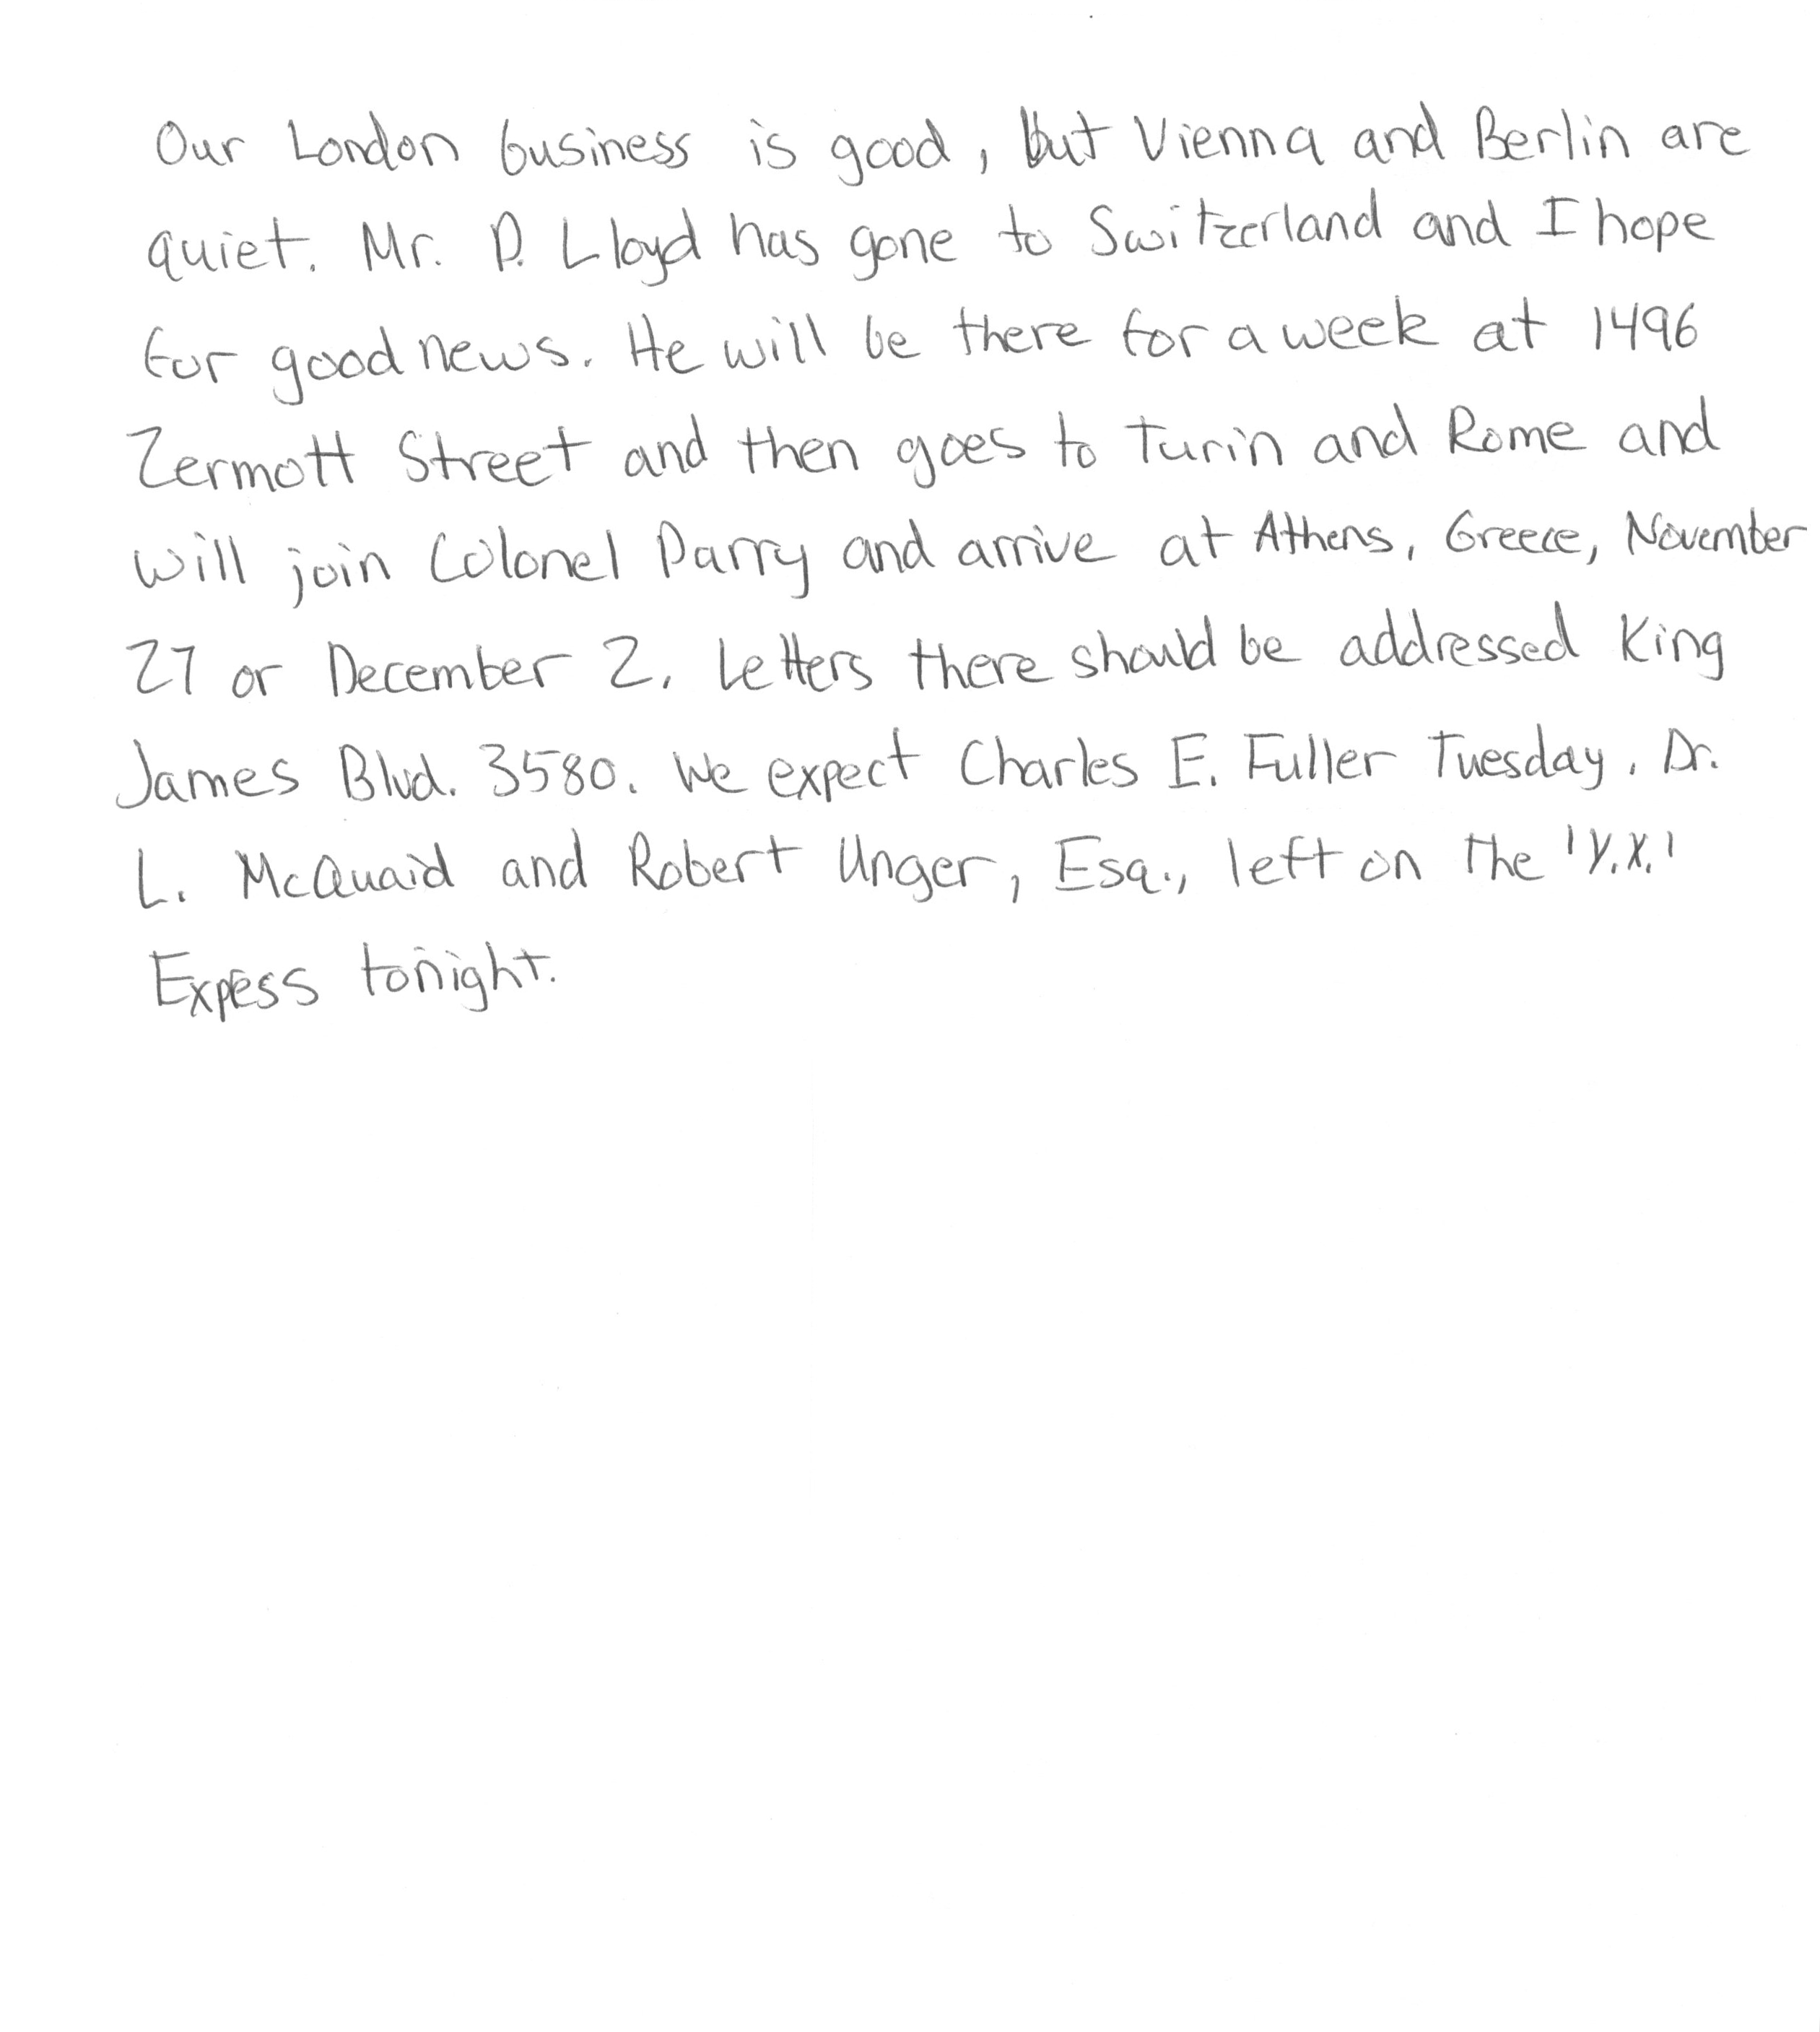 Our London business is good, but Vienna and Berlin are
quiet. Mr. D. Lloyd has gone to Switzerland and I hope
for good news. He will be there for a week at 1496
Zermott Street and then goes to Turin and Rome and
will join Colonel Parry and arrive at Athens, Greece, November
27 or December 2. Letters there should be addressed King
James Blvd. 3580. We expect Charles E. Fuller Tuesday. Dr.
L. McQuaid and Robert Unger, Esq., left on the 'Y.X.'
Expess tonight.